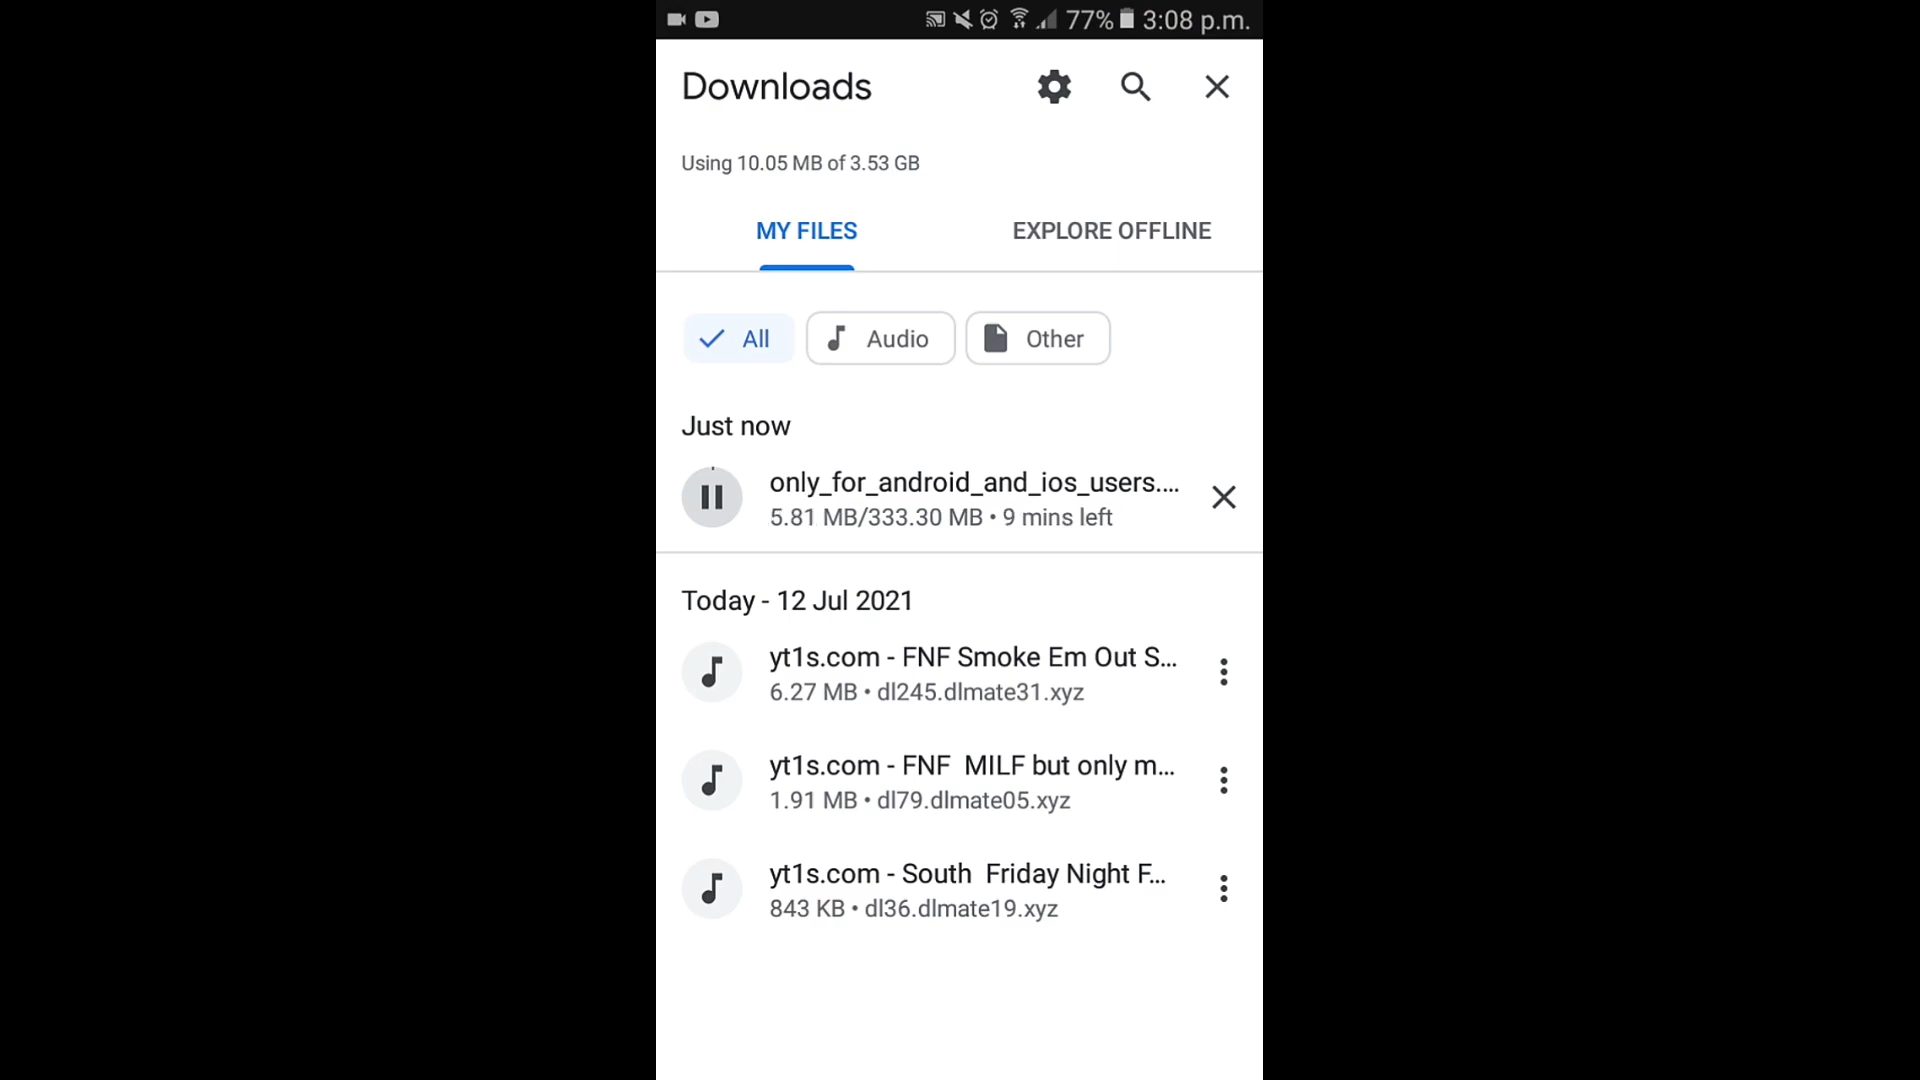 77% 3:08 p.m.
Downloads
Using 10.05 MB of 3.53 GB
MY FILES EXPLORE OFFLINE
All Audio Other
Just now
only_for_android_and_ios_users....
5.81 MB/333.30 MB • 9 mins left
Today - 12 Jul 2021
yt1s.com - FNF Smoke Em Out S...
6.27 MB • dl245.dlmate31.xyz
yt1s.com - FNF  MILF but only m...
1.91 MB • dl79.dlmate05.xyz
yt1s.com - South  Friday Night F...
843 KB • dl36.dlmate19.xyz